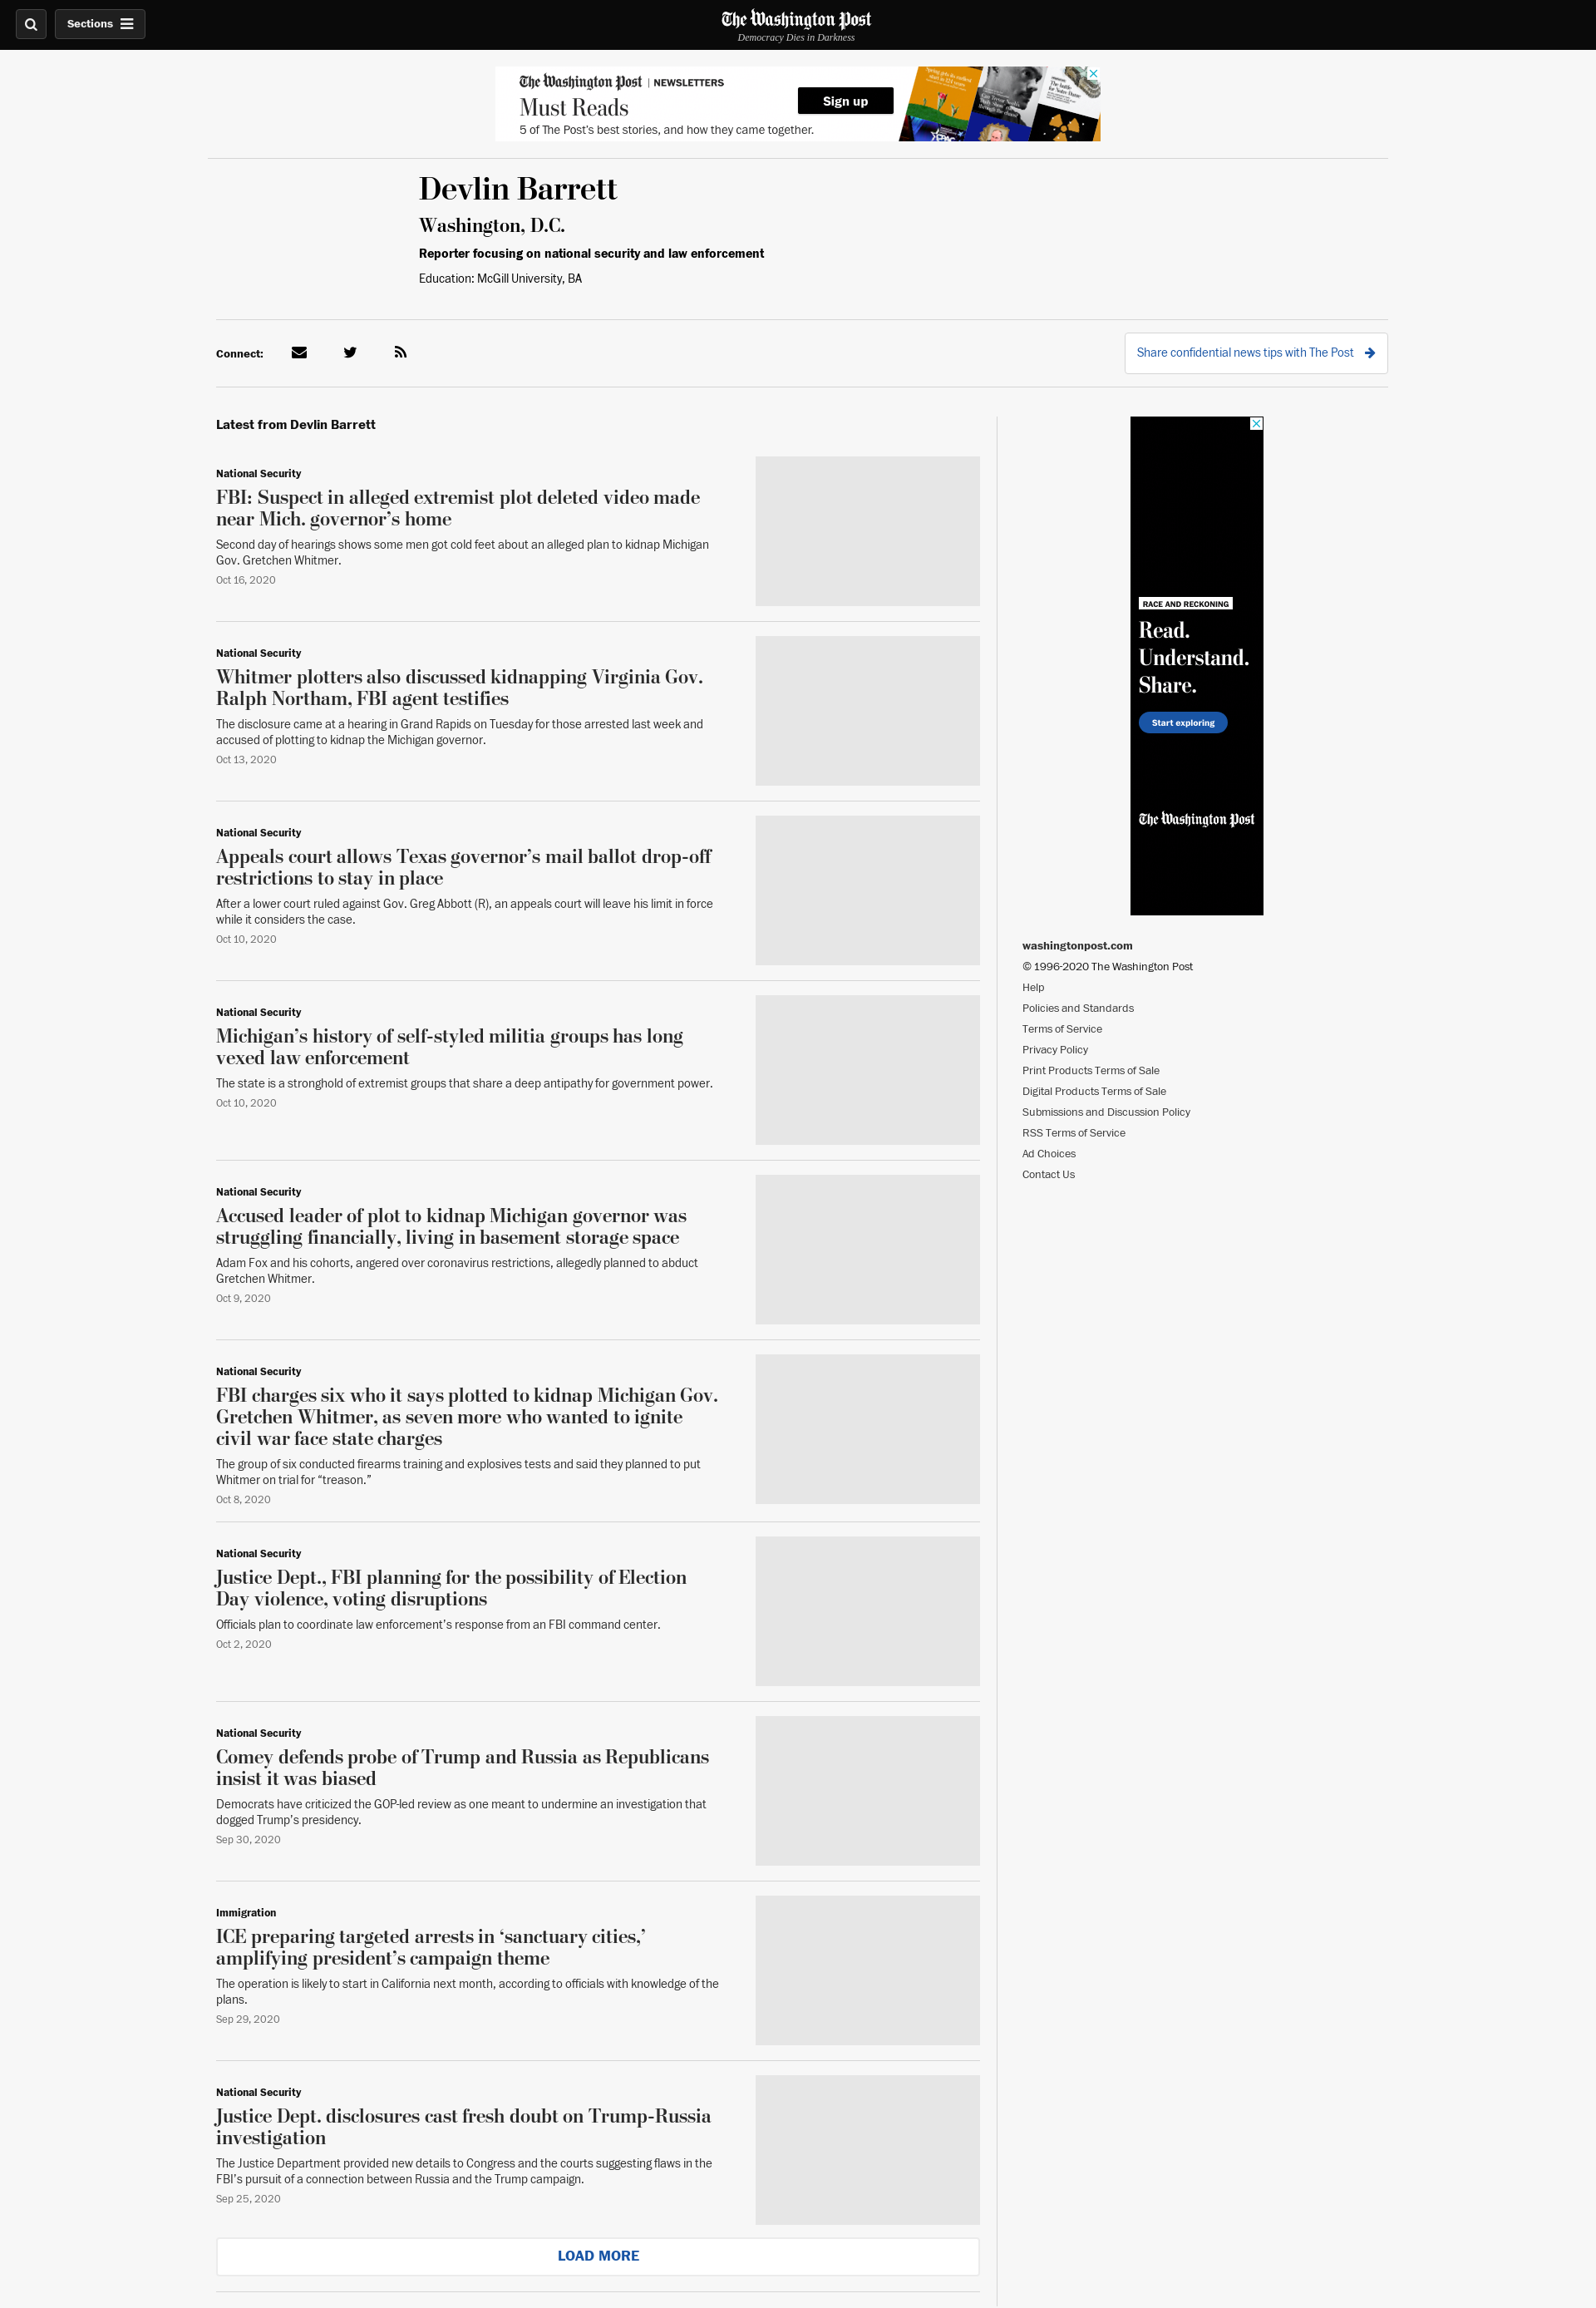 Sections
The Washington Post
Democracy Dies in Darkness
The Washington Post | NEWSLETTERS
Must Reads
5 of The Post's best stories, and how they came together.
Sign up
Devlin Barrett
Washington, D.C.
Reporter focusing on national security and law enforcement
Education: McGill University, BA
Connect:
Share confidential news tips with The Post
Latest from Devlin Barrett
National Security
FBI: Suspect in alleged extremist plot deleted video made
near Mich. governor’s home
Second day of hearings shows some men got cold feet about an alleged plan to kidnap Michigan
Gov. Gretchen Whitmer.
Oct 16, 2020
National Security
Whitmer plotters also discussed kidnapping Virginia Gov.
Ralph Northam, FBI agent testifies
The disclosure came at a hearing in Grand Rapids on Tuesday for those arrested last week and
accused of plotting to kidnap the Michigan governor.
Oct 13, 2020
National Security
Appeals court allows Texas governor’s mail ballot drop-off
restrictions to stay in place
After a lower court ruled against Gov. Greg Abbott (R), an appeals court will leave his limit in force
while it considers the case.
Oct 10, 2020
National Security
Michigan’s history of self-styled militia groups has long
vexed law enforcement
The state is a stronghold of extremist groups that share a deep antipathy for government power.
Oct 10, 2020
National Security
Accused leader of plot to kidnap Michigan governor was
struggling financially, living in basement storage space
Adam Fox and his cohorts, angered over coronavirus restrictions, allegedly planned to abduct
Gretchen Whitmer.
Oct 9, 2020
National Security
FBI charges six who it says plotted to kidnap Michigan Gov.
Gretchen Whitmer, as seven more who wanted to ignite
civil war face state charges
The group of six conducted firearms training and explosives tests and said they planned to put
Whitmer on trial for “treason.”
Oct 8, 2020
National Security
Justice Dept., FBI planning for the possibility of Election
Day violence, voting disruptions
Officials plan to coordinate law enforcement’s response from an FBI command center.
Oct 2, 2020
National Security
Comey defends probe of Trump and Russia as Republicans
insist it was biased
Democrats have criticized the GOP-led review as one meant to undermine an investigation that
dogged Trump’s presidency.
Sep 30, 2020
Immigration
ICE preparing targeted arrests in ‘sanctuary cities,’
amplifying president’s campaign theme
The operation is likely to start in California next month, according to officials with knowledge of the
plans.
Sep 29, 2020
National Security
Justice Dept. disclosures cast fresh doubt on Trump-Russia
investigation
The Justice Department provided new details to Congress and the courts suggesting flaws in the
FBI’s pursuit of a connection between Russia and the Trump campaign.
Sep 25, 2020
LOAD MORE
RACE AND RECKONING
Read.
Understand.
Share.
Start exploring
The Washington Post
washingtonpost.com
© 1996-2020 The Washington Post
Help
Policies and Standards
Terms of Service
Privacy Policy
Print Products Terms of Sale
Digital Products Terms of Sale
Submissions and Discussion Policy
RSS Terms of Service
Ad Choices
Contact Us